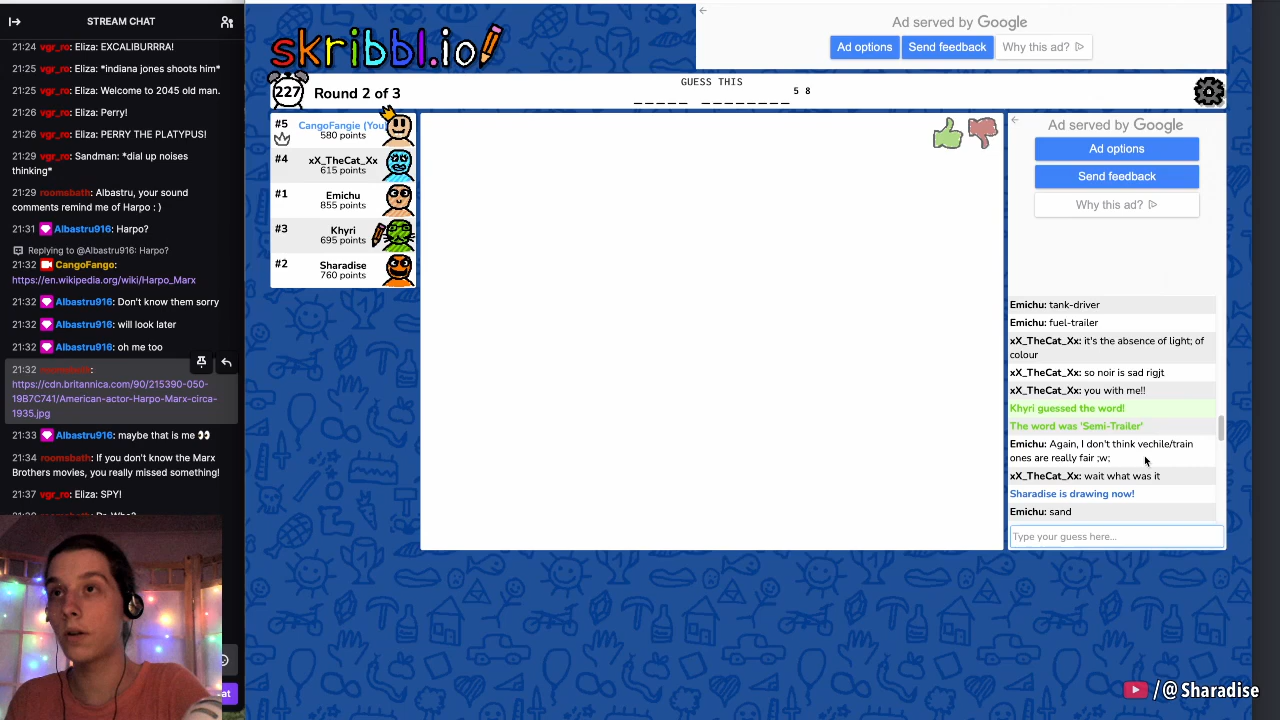 STREAM CHAT
21:24 vgr_ro: Eliza: EXCALIBURRRA!
21:25 vgr_ro: Eliza: *indiana jones shoots him*
21:25 vgr_ro: Eliza: Welcome to 2045 old man.
21:26 vgr_ro: Eliza: Perry!
21:26 vgr_ro: Eliza: PERRY THE PLATYPUS!
21:29 vgr_ro: Sandman: *dial up noises
thinking*
21:29 roomsbath: Albastru, your sound
comments remind me of Harpo : )
21:31 Albastru916: Harpo?
Replying to @Albastru916: Harpo?
21:32 CangoFango:
https://en.wikipedia.org/wiki/Harpo_Marx
21:32 Albastru916: Don't know them sorry
21:32 Albastru916: will look later
21:32 Albastru916: oh me too
21:32 roomsbath:
https://cdn.britannica.com/90/215390-050-
19B7C741/American-actor-Harpo-Marx-circa-
1935.jpg
21:33 Albastru916: maybe that is me 👀
21:34 roomsbath: If you don't know the Marx
Brothers movies, you really missed something!
21:37 vgr_ro: Eliza: SPY!
skribbl.io
Ad served by Google
Ad options
Send feedback
Why this ad?
227
Round 2 of 3
GUESS THIS
_____ ________ 5 8
#5 CangoFangie (You)
580 points
#4 xX_TheCat_Xx
615 points
#1 Emichu
855 points
#3 Khyri
695 points
#2 Sharadise
760 points
Ad served by Google
Ad options
Send feedback
Why this ad?
Emichu: tank-driver
Emichu: fuel-trailer
xX_TheCat_Xx: it's the absence of light; of
colour
xX_TheCat_Xx: so noir is sad rigjt
xX_TheCat_Xx: you with me!!
Khyri guessed the word!
The word was 'Semi-Trailer'
Emichu: Again, I don't think vechile/train
ones are really fair ;w;
xX_TheCat_Xx: wait what was it
Sharadise is drawing now!
Emichu: sand
Type your guess here...
/@ Sharadise